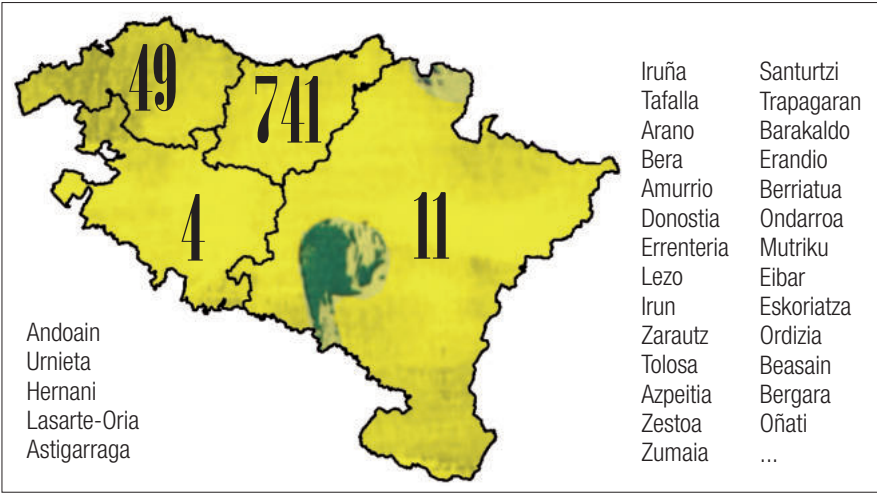 49
741
4
11
Andoain
Urnieta
Hernani
Lasarte-Oria
Astigarraga
Iruña
Tafalla
Arano
Bera
Amurrio
Donostia
Errenteria
Lezo
Irun
Zarautz
Tolosa
Azpeitia
Zestoa
Zumaia
Santurtzi
Trapagaran
Barakaldo
Erandio
Berriatua
Ondarroa
Mutriku
Eibar
Eskoriatza
Ordizia
Beasain
Bergara
Oñati
...